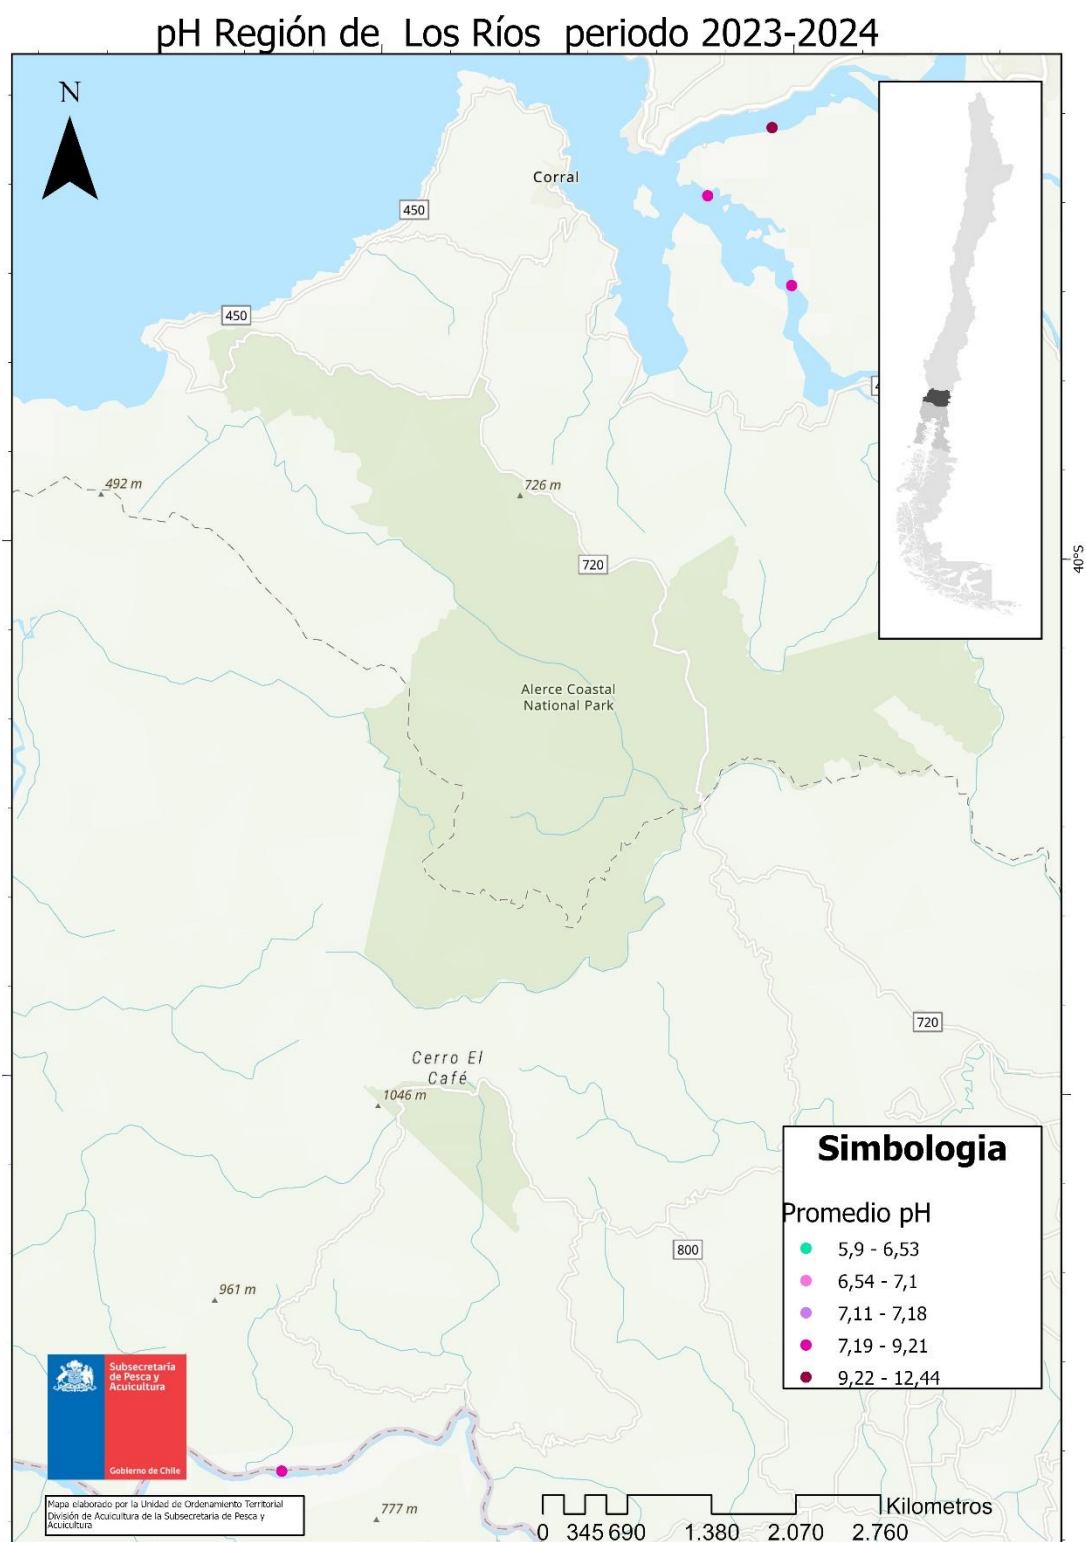 pH Región de Los Ríos periodo 2023-2024
N
Corral
450
450
492 m
726 m
720
40°S
Alerce Coastal
National Park
720
Cerro El
Café
1046 m
Simbologia
Promedio pH
5,9 - 6,53
6,54 - 7,1
7,11 - 7,18
7,19 - 9,21
9,22 - 12,44
800
961 m
Subsecretaría
de Pesca y
Acuicultura
Gobierno de Chile
Mapa elaborado por la Unidad de Ordenamiento Territorial
División de Acuicultura de la Subsecretaria de Pesca y
Acuicultura
777 m
Kilometros
0 345 690 1.380 2.070 2.760